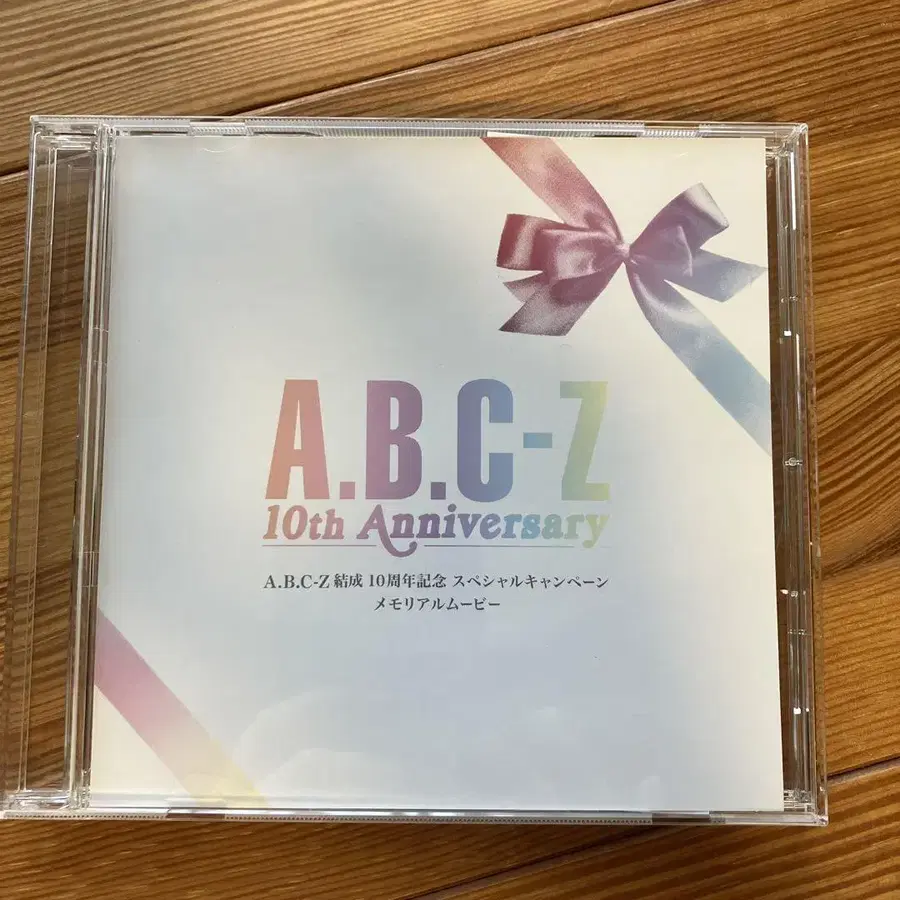 A.B.C-Z
10th Anniversary
A.B.C-Z 結成 10周年記念 スペシャルキャンペーン
メモリアルムービー